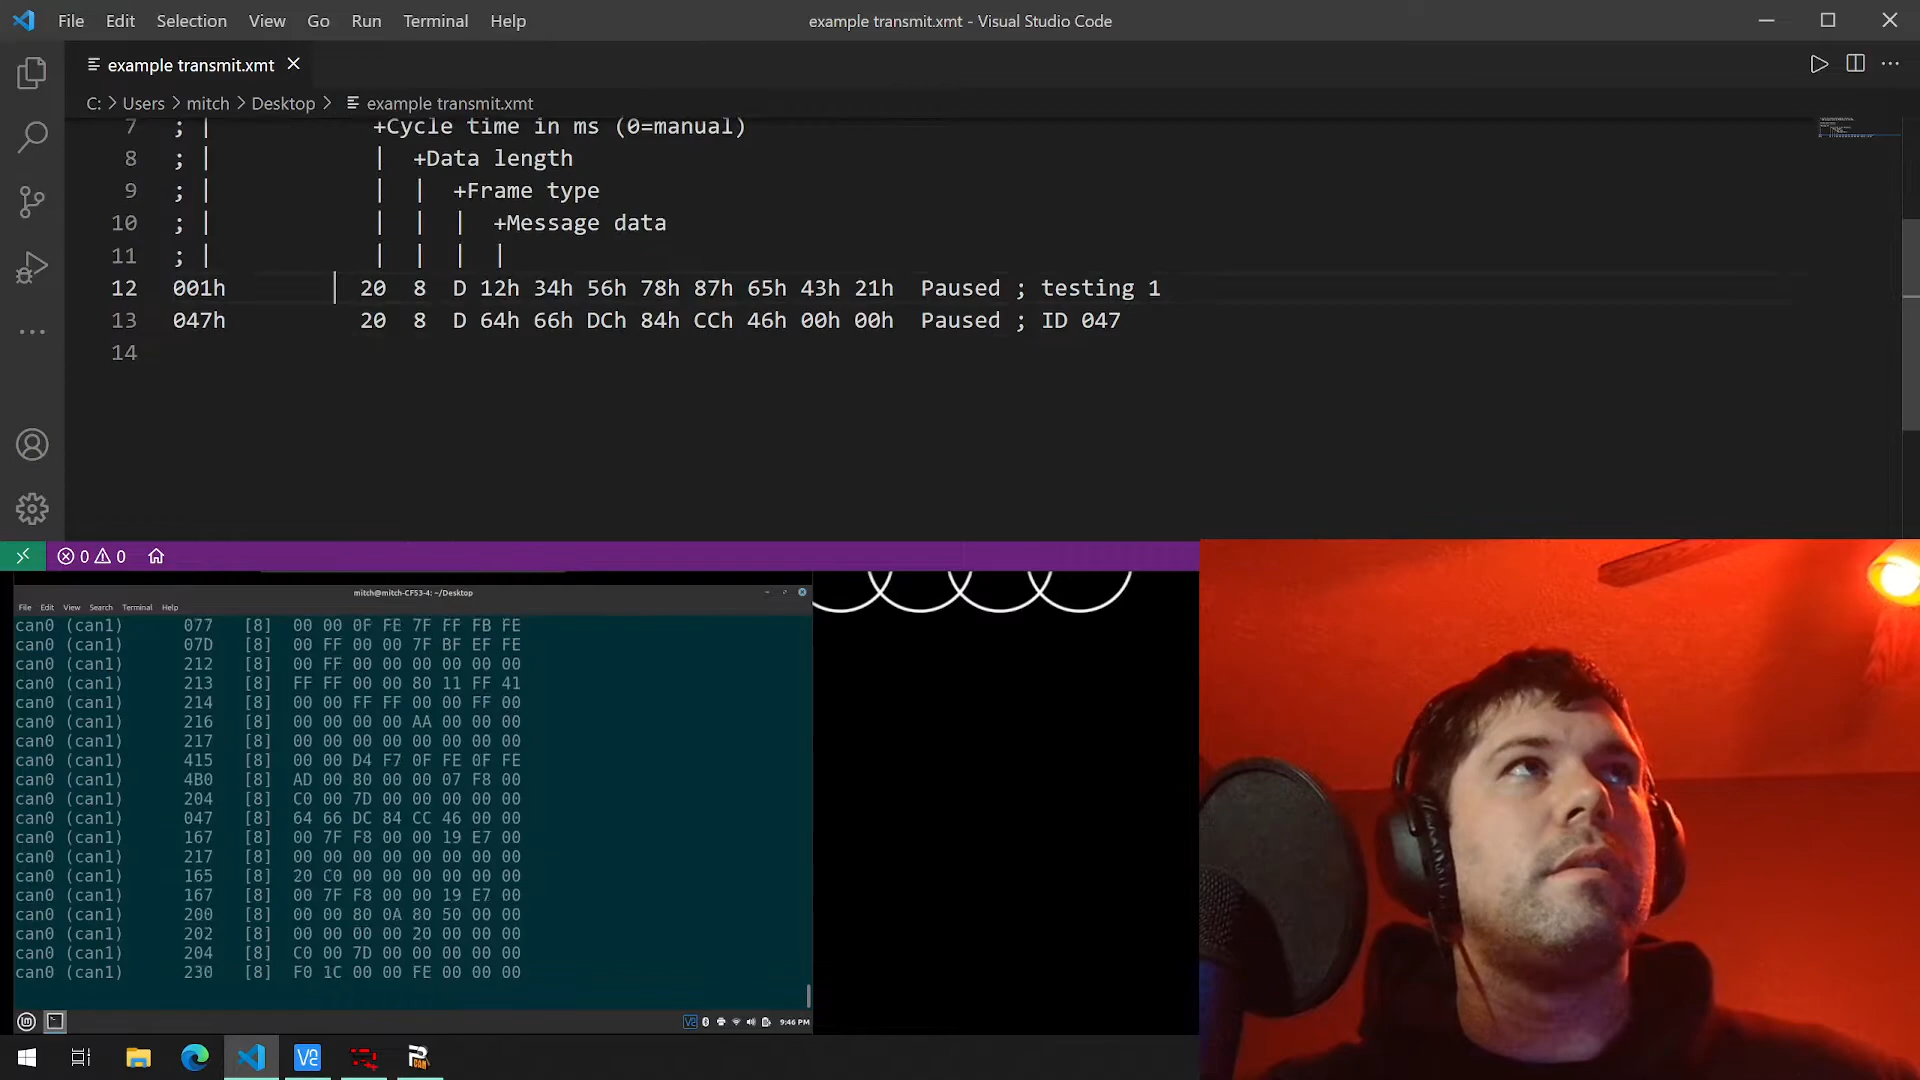 File Edit Selection View Go Run Terminal Help example transmit.xmt - Visual Studio Code
example transmit.xmt
C: > Users > mitch > Desktop > example transmit.xmt
7 ; | +Cycle time in ms (0=manual)
8 ; | | +Data length
9 ; | | | +Frame type
10 ; | | | | +Message data
11 ; | | | | |
12 001h 20 8 D 12h 34h 56h 78h 87h 65h 43h 21h Paused ; testing 1
13 047h 20 8 D 64h 66h DCh 84h CCh 46h 00h 00h Paused ; ID 047
14
0 0
mitch@mitch-CF53-4: ~/Desktop
File Edit View Search Terminal Help
can0 (can1) 077 [8] 00 00 0F FE 7F FF FB FE
can0 (can1) 07D [8] 00 FF 00 00 7F BF EF FE
can0 (can1) 212 [8] 00 FF 00 00 00 00 00 00
can0 (can1) 213 [8] FF FF 00 00 80 11 FF 41
can0 (can1) 214 [8] 00 00 FF FF 00 00 FF 00
can0 (can1) 216 [8] 00 00 00 00 AA 00 00 00
can0 (can1) 217 [8] 00 00 00 00 00 00 00 00
can0 (can1) 415 [8] 00 00 D4 F7 0F FE 0F FE
can0 (can1) 4B0 [8] AD 00 80 00 00 07 F8 00
can0 (can1) 204 [8] C0 00 7D 00 00 00 00 00
can0 (can1) 047 [8] 64 66 DC 84 CC 46 00 00
can0 (can1) 167 [8] 00 7F F8 00 00 19 E7 00
can0 (can1) 217 [8] 00 00 00 00 00 00 00 00
can0 (can1) 165 [8] 20 C0 00 00 00 00 00 00
can0 (can1) 167 [8] 00 7F F8 00 00 19 E7 00
can0 (can1) 200 [8] 00 00 80 0A 80 50 00 00
can0 (can1) 202 [8] 00 00 00 00 20 00 00 00
can0 (can1) 204 [8] C0 00 7D 00 00 00 00 00
can0 (can1) 230 [8] F0 1C 00 00 FE 00 00 00
9:46 PM